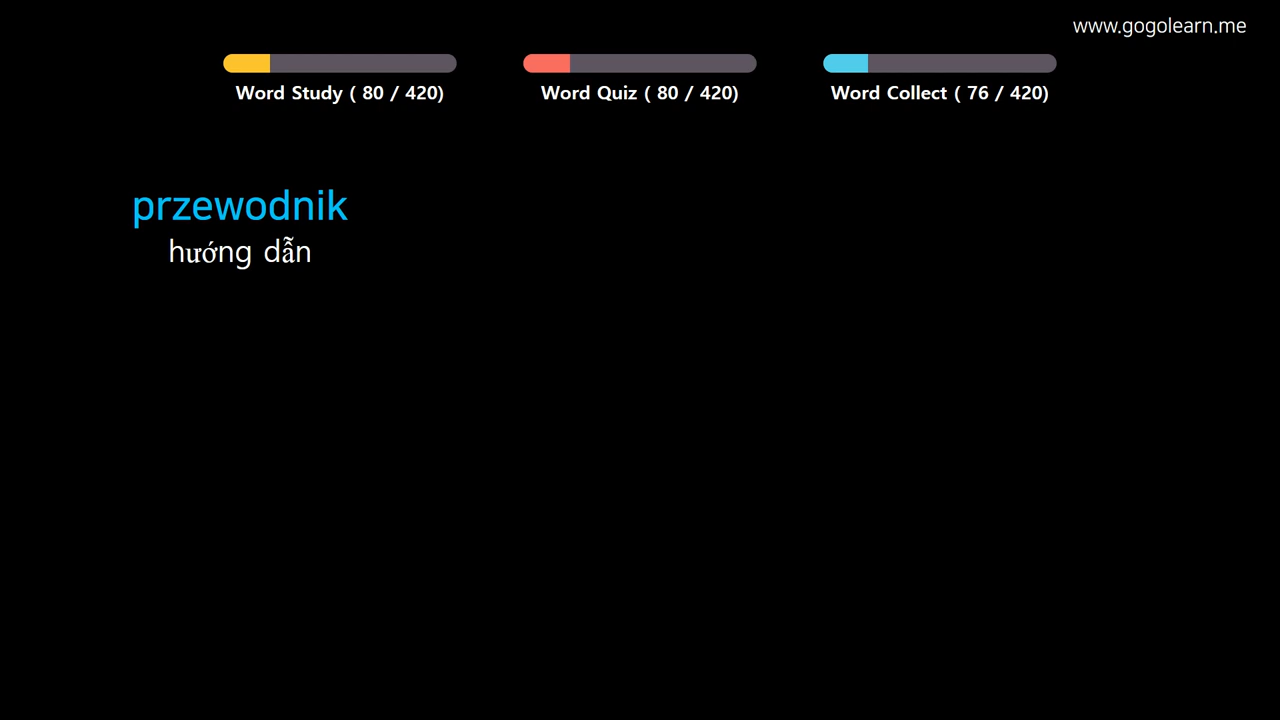 www.gogolearn.me
Word Study ( 80 / 420)
Word Quiz ( 80 / 420)
Word Collect ( 76 / 420)
przewodnik
hướng dẫn